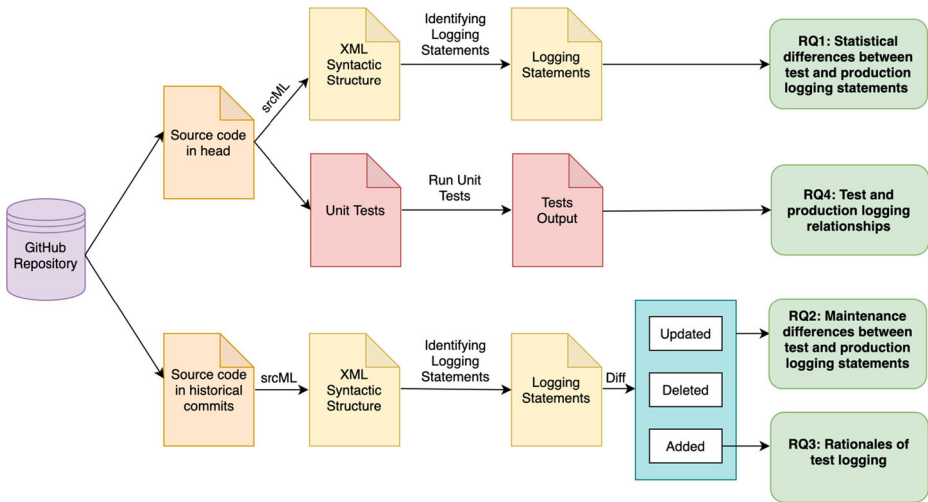 GitHub
Repository
Source code
in head
srcML
XML
Syntactic
Structure
Identifying
Logging
Statements
Logging
Statements
RQ1: Statistical
differences between
test and production
logging statements
Unit Tests
Run Unit
Tests
Tests
Output
RQ4: Test and
production logging
relationships
Source code
in historical
commits
srcML
XML
Syntactic
Structure
Identifying
Logging
Statements
Logging
Statements
Diff
Updated
Deleted
Added
RQ2: Maintenance
differences between
test and production
logging statements
RQ3: Rationales of
test logging